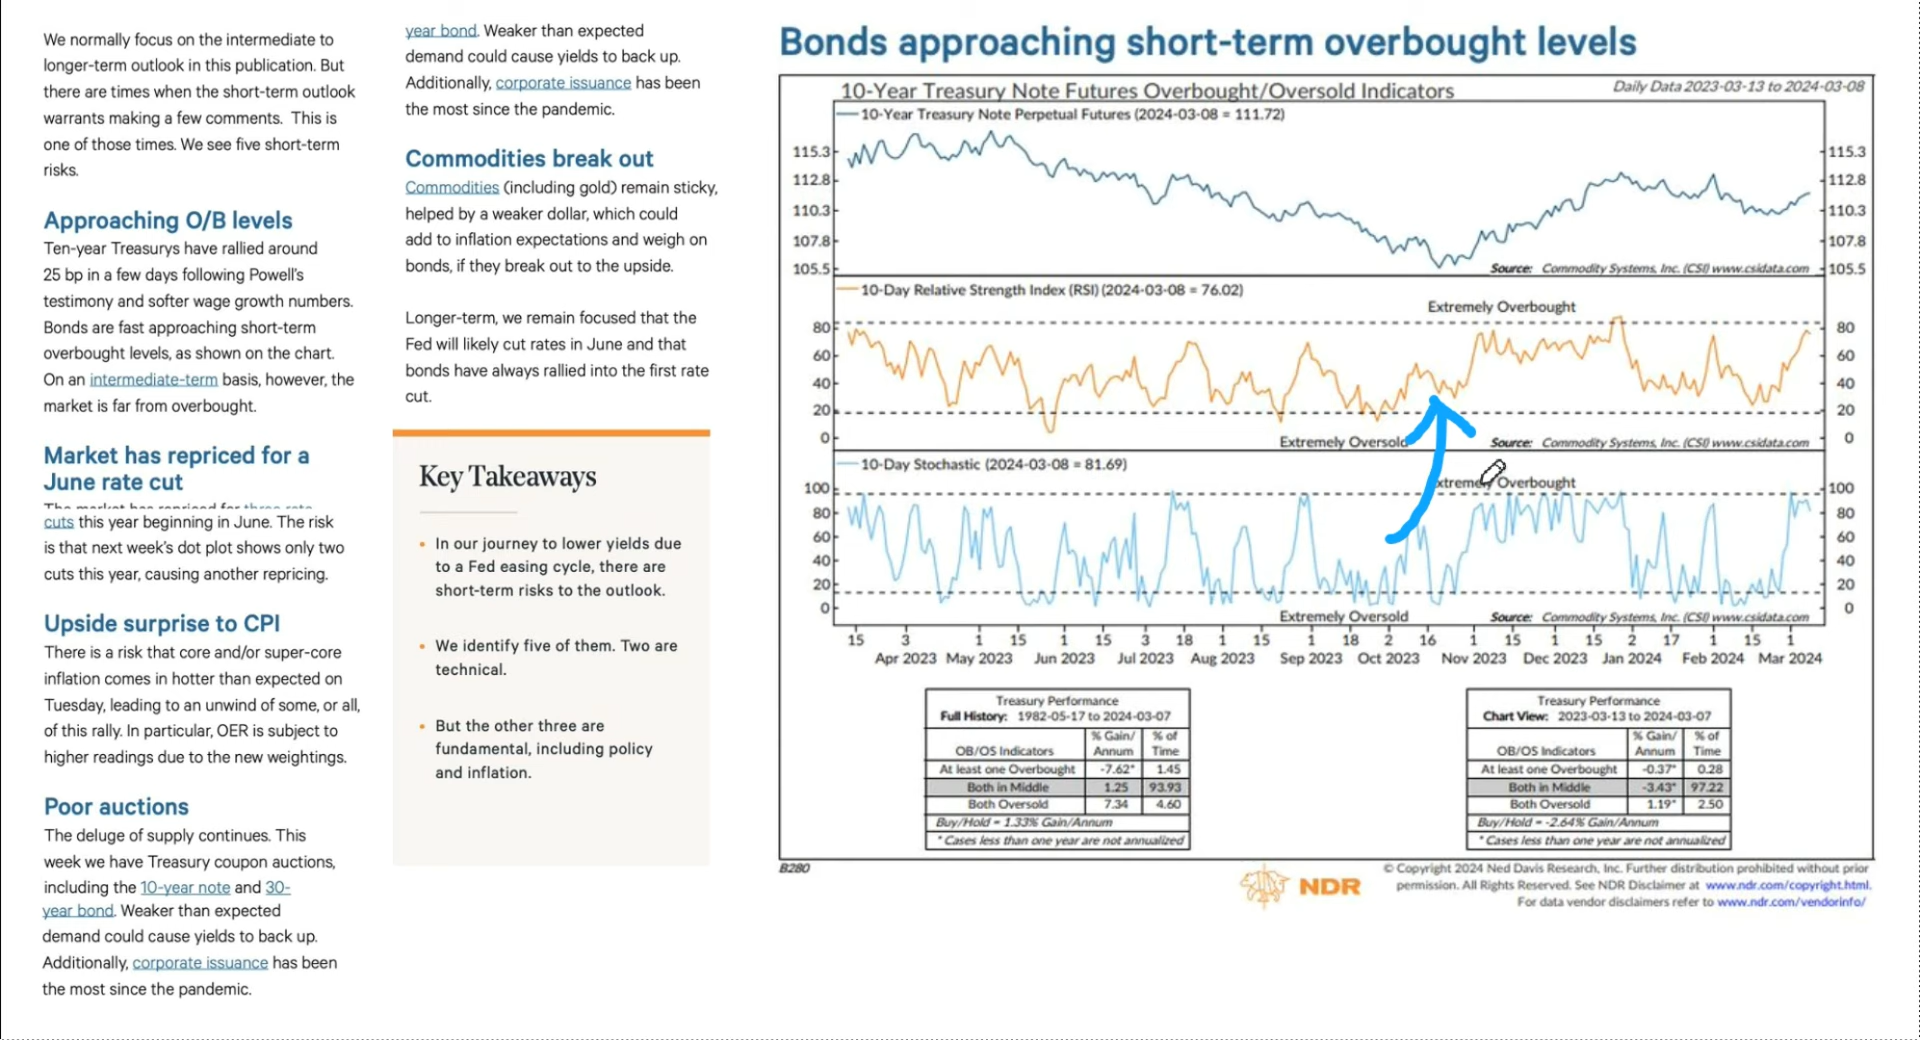 We normally focus on the intermediate to
longer-term outlook in this publication. But
there are times when the short-term outlook
warrants making a few comments. This is
one of those times. We see five short-term
risks.
Approaching O/B levels
Ten-year Treasurys have rallied around
25 bp in a few days following Powell's
testimony and softer wage growth numbers.
Bonds are fast approaching short-term
overbought levels, as shown on the chart.
On an intermediate-term basis, however, the
market is far from overbought.
Market has repriced for a
June rate cut
The market has repriced for three rate
cuts this year beginning in June. The risk
is that next week's dot plot shows only two
cuts this year, causing another repricing.
Upside surprise to CPI
There is a risk that core and/or super-core
inflation comes in hotter than expected on
Tuesday, leading to an unwind of some, or all,
of this rally. In particular, OER is subject to
higher readings due to the new weightings.
Poor auctions
The deluge of supply continues. This
week we have Treasury coupon auctions,
including the 10-year note and 30-
year bond. Weaker than expected
demand could cause yields to back up.
Additionally, corporate issuance has been
the most since the pandemic.
year bond. Weaker than expected
demand could cause yields to back up.
Additionally, corporate issuance has been
the most since the pandemic.
Commodities break out
Commodities (including gold) remain sticky,
helped by a weaker dollar, which could
add to inflation expectations and weigh on
bonds, if they break out to the upside.
Longer-term, we remain focused that the
Fed will likely cut rates in June and that
bonds have always rallied into the first rate
cut.
Key Takeaways
• In our journey to lower yields due
to a Fed easing cycle, there are
short-term risks to the outlook.
• We identify five of them. Two are
technical.
• But the other three are
fundamental, including policy
and inflation.
Bonds approaching short-term overbought levels
10-Year Treasury Note Futures Overbought/Oversold Indicators
Daily Data 2023-03-13 to 2024-03-08
10-Year Treasury Note Perpetual Futures (2024-03-08 = 111.72)
115.3 115.3
112.8 112.8
110.3 110.3
107.8 107.8
105.5 Source: Commodity Systems, Inc. (CSI) www.csidata.com 105.5
10-Day Relative Strength Index (RSI) (2024-03-08 = 76.02)
Extremely Overbought
80 80
60 60
40 40
20 20
0 0
Extremely Oversold Source: Commodity Systems, Inc. (CSI) www.csidata.com
10-Day Stochastic (2024-03-08 = 81.69)
Extremely Overbought
100 100
80 80
60 60
40 40
20 20
0 0
Extremely Oversold Source: Commodity Systems, Inc. (CSI) www.csidata.com
15 3 1 15 1 15 3 18 1 15 1 18 2 16 1 15 1 15 2 17 1 15 1
Apr 2023 May 2023 Jun 2023 Jul 2023 Aug 2023 Sep 2023 Oct 2023 Nov 2023 Dec 2023 Jan 2024 Feb 2024 Mar 2024
Treasury Performance
Full History: 1982-05-17 to 2024-03-07
OB/OS Indicators % Gain/ Annum % of Time
At least one Overbought -7.62* 1.45
Both in Middle 1.25 93.93
Both Oversold 7.34 4.60
Buy/Hold = 1.33% Gain/Annum
* Cases less than one year are not annualized
Treasury Performance
Chart View: 2023-03-13 to 2024-03-07
OB/OS Indicators % Gain/ Annum % of Time
At least one Overbought -0.37* 0.28
Both in Middle -3.43* 97.22
Both Oversold 1.19* 2.50
Buy/Hold = -2.64% Gain/Annum
* Cases less than one year are not annualized
B280
NDR
© Copyright 2024 Ned Davis Research, Inc. Further distribution prohibited without prior
permission. All Rights Reserved. See NDR Disclaimer at www.ndr.com/copyright.html.
For data vendor disclaimers refer to www.ndr.com/vendorinfo/